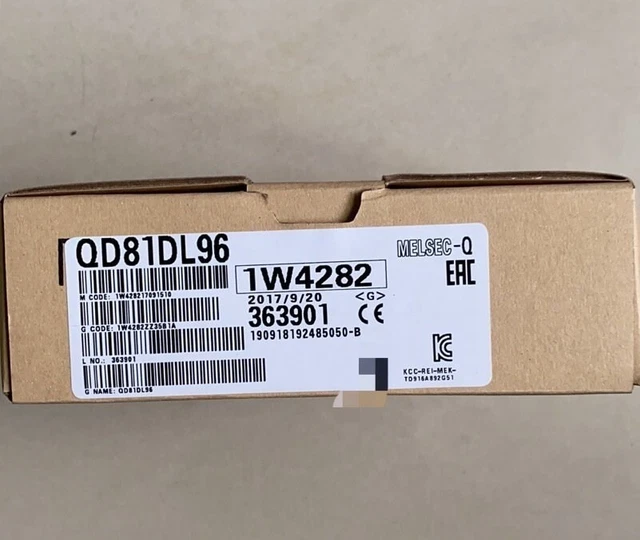 QD81DL96
MELSEC-Q
1W4282
EAC
M CODE: 1W428217091510
2017/9/20 <G>
363901 CE
G CODE: 1W4282ZZ35B1A
190918192485050-B
L NO.: 363901
KCC-REI-MEK-
TD916A892G51
G NAME: QD81DL96